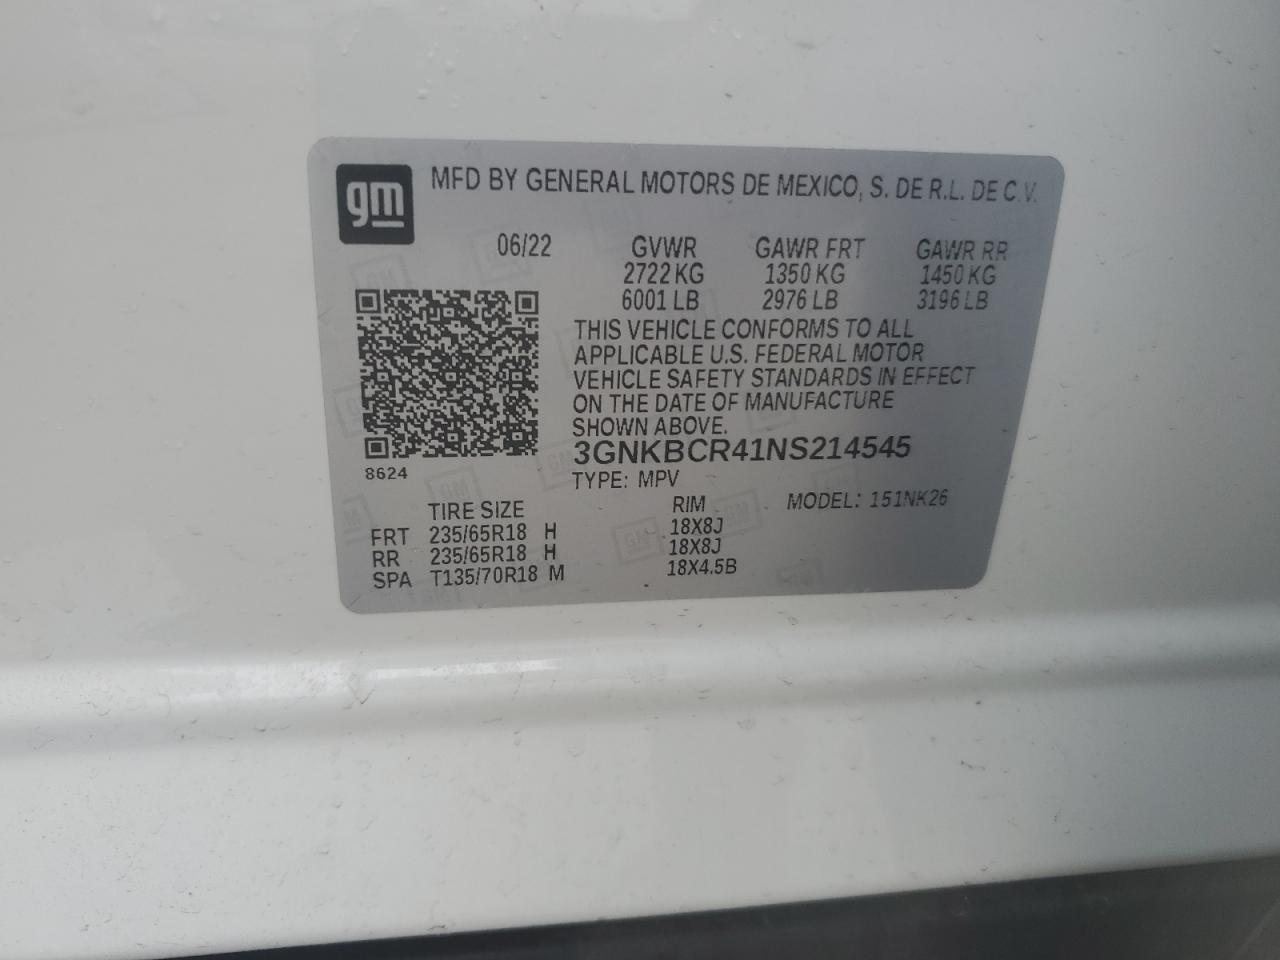 gm MFD BY GENERAL MOTORS DE MEXICO, S. DE R.L. DE C.V.
06/22 GVWR GAWR FRT GAWR RR
2722 KG 1350 KG 1450 KG
6001 LB 2976 LB 3196 LB
THIS VEHICLE CONFORMS TO ALL
APPLICABLE U.S. FEDERAL MOTOR
VEHICLE SAFETY STANDARDS IN EFFECT
ON THE DATE OF MANUFACTURE
SHOWN ABOVE.
3GNKBCR41NS214545
8624
TYPE: MPV
TIRE SIZE RIM MODEL: 151NK26
FRT 235/65R18 H 18X8J
RR 235/65R18 H 18X8J
SPA T135/70R18 M 18X4.5B